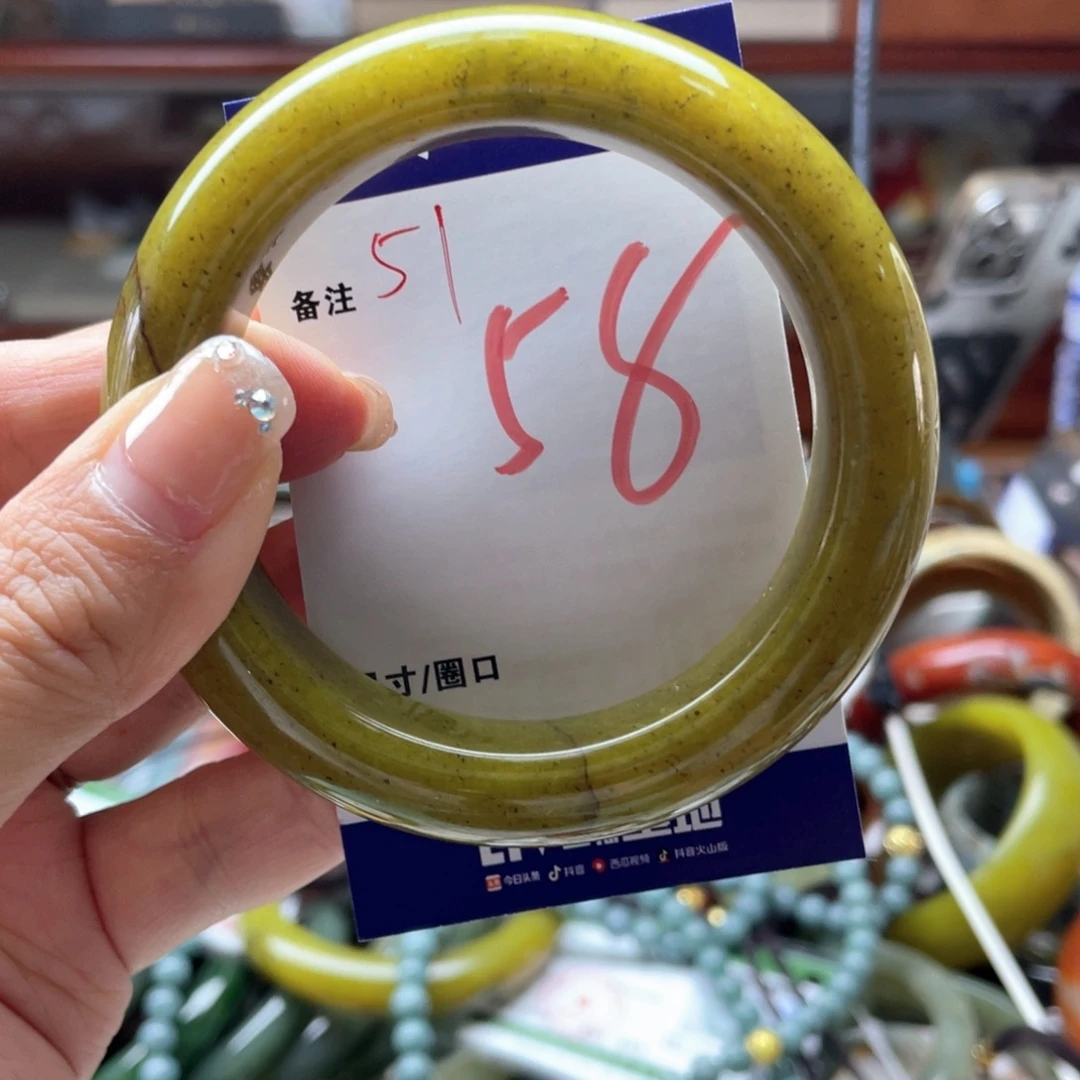 备注 51
58
寸/圈口
今日头条 抖音 西瓜视频 抖音火山版